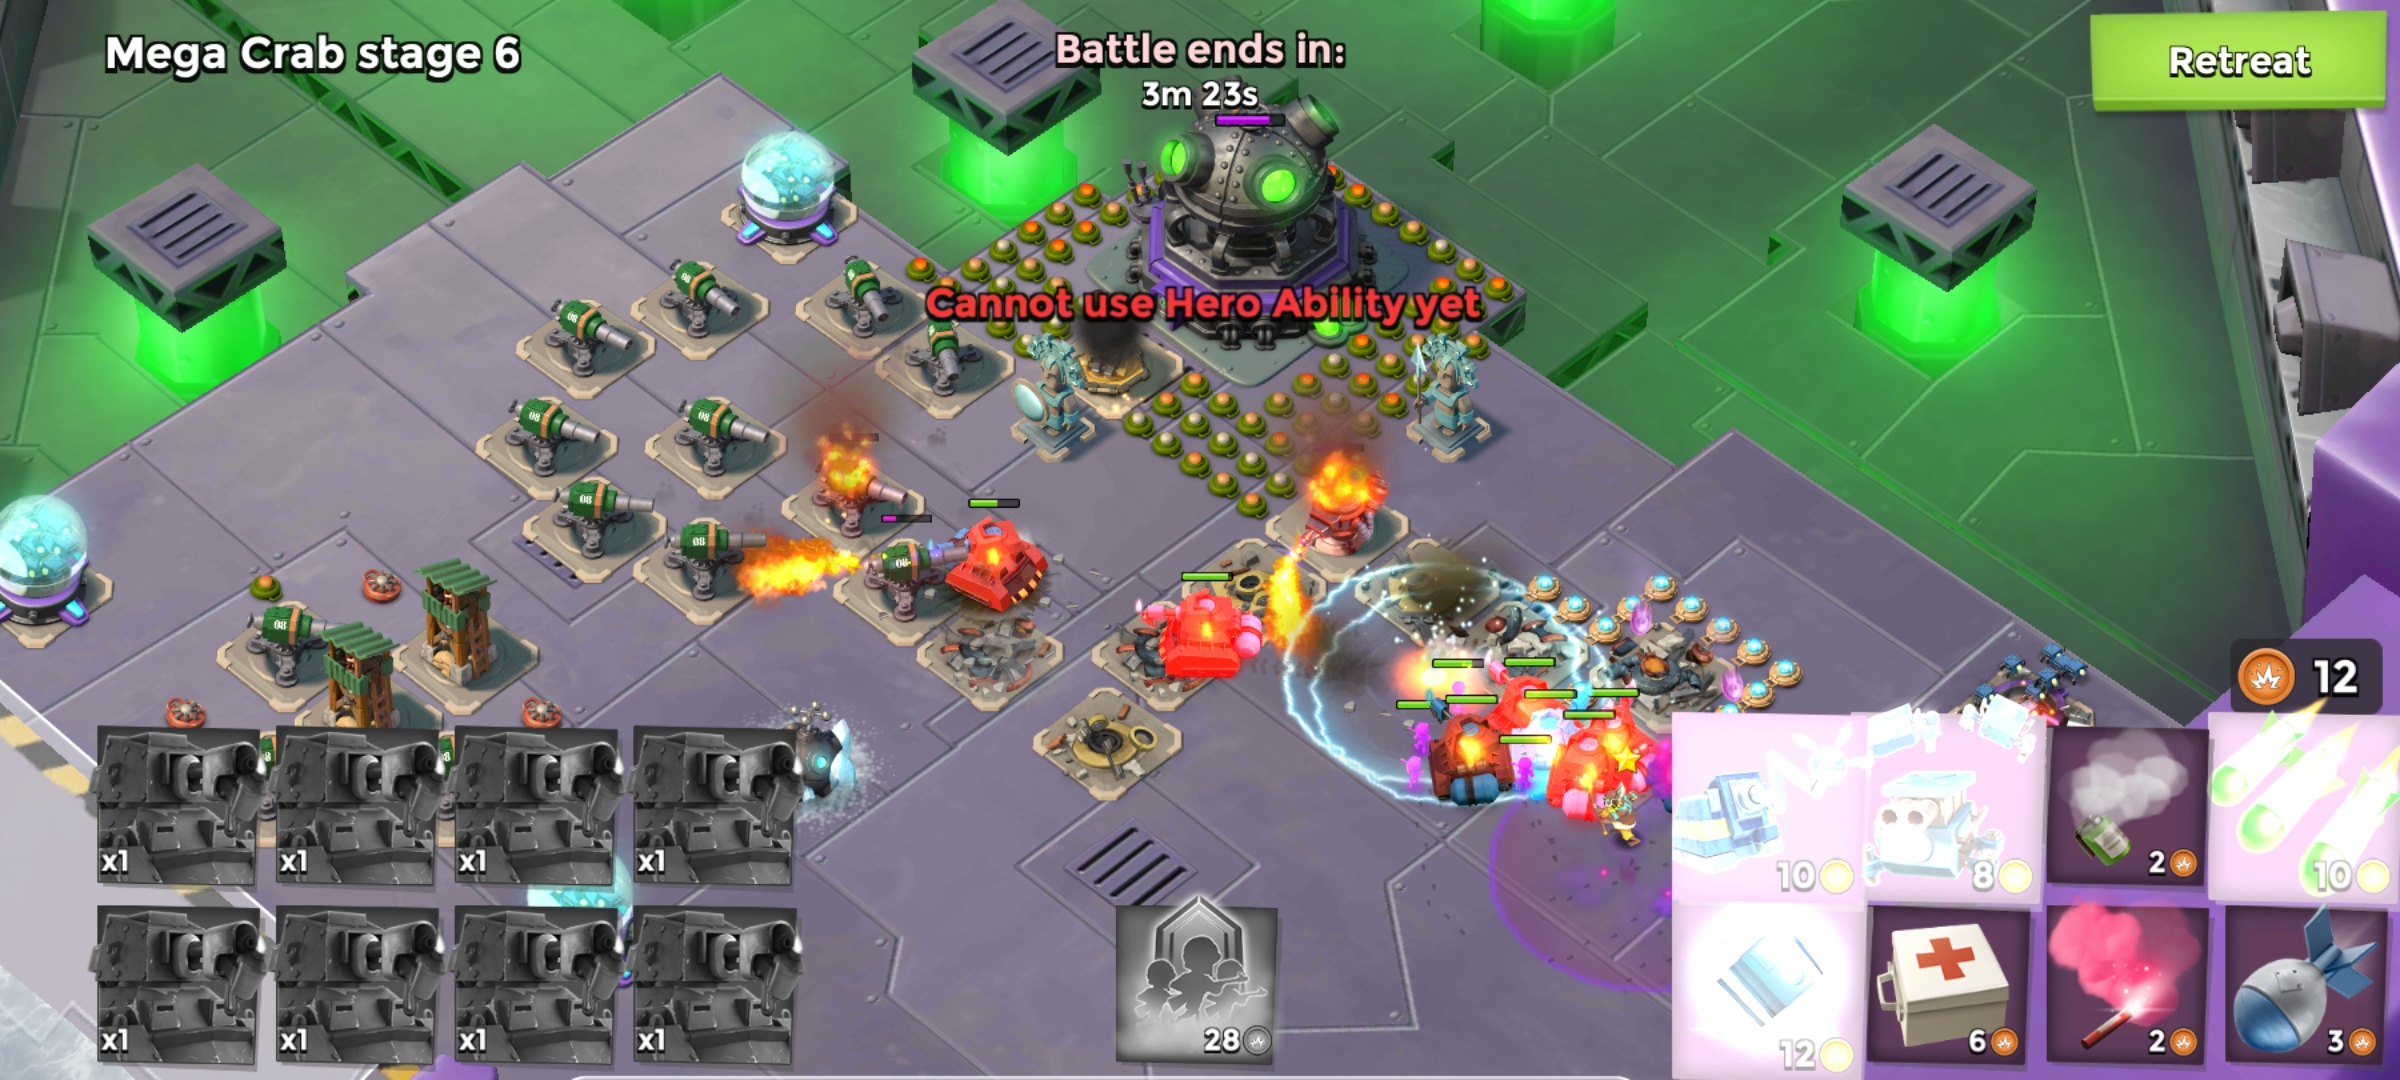 Mega Crab stage 6
Battle ends in:
3m 23s
Retreat
Cannot use Hero Ability yet
12
x1
x1
x1
x1
10
8
2
10
x1
x1
x1
x1
28
12
6
2
3